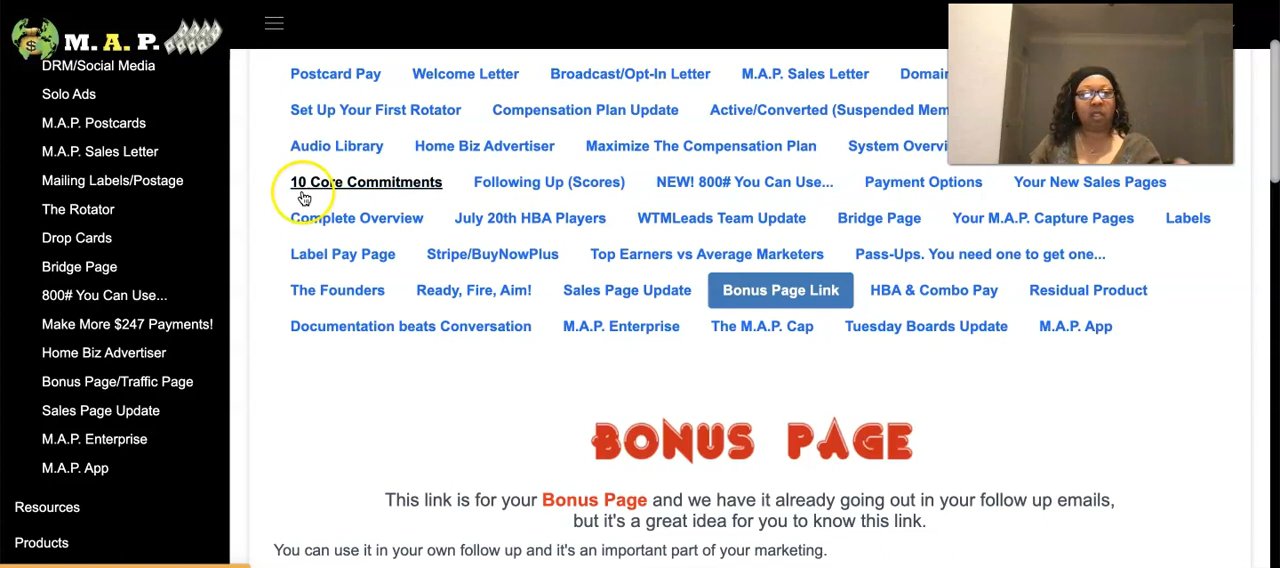 M. A. P.
DRM/Social Media
Solo Ads
M.A.P. Postcards
M.A.P. Sales Letter
Mailing Labels/Postage
The Rotator
Drop Cards
Bridge Page
800# You Can Use...
Make More $247 Payments!
Home Biz Advertiser
Bonus Page/Traffic Page
Sales Page Update
M.A.P. Enterprise
M.A.P. App
Resources
Products
Postcard Pay Welcome Letter Broadcast/Opt-In Letter M.A.P. Sales Letter
Set Up Your First Rotator Compensation Plan Update Active/Converted (Suspended
Audio Library Home Biz Advertiser Maximize The Compensation Plan System
10 Core Commitments Following Up (Scores) NEW! 800# You Can Use... Payment Options Your New Sales Pages
Complete Overview July 20th HBA Players WTMLeads Team Update Bridge Page Your M.A.P. Capture Pages Labels
Label Pay Page Stripe/BuyNowPlus Top Earners vs Average Marketers Pass-Ups. You need one to get one...
The Founders Ready, Fire, Aim! Sales Page Update Bonus Page Link HBA & Combo Pay Residual Product
Documentation beats Conversation M.A.P. Enterprise The M.A.P. Cap Tuesday Boards Update M.A.P. App
BONUS PAGE
This link is for your Bonus Page and we have it already going out in your follow up emails,
but it's a great idea for you to know this link.
You can use it in your own follow up and it's an important part of your marketing.